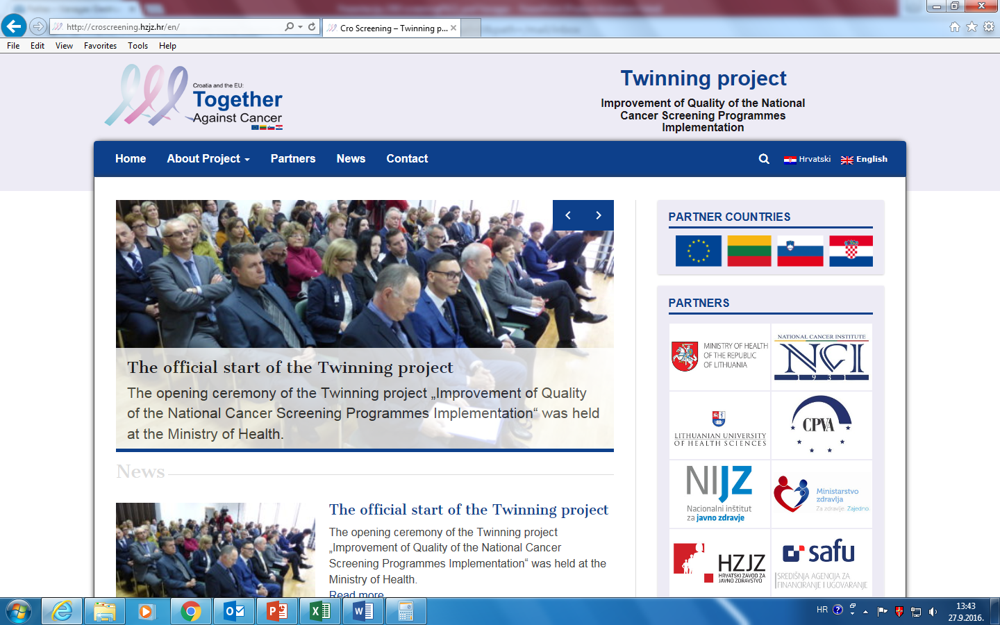 http://croscreening.hzjz.hr/en/
Cro Screening – Twinning p...
File Edit View Favorites Tools Help
Croatia and the EU:
Together
Against Cancer
Twinning project
Improvement of Quality of the National
Cancer Screening Programmes
Implementation
Home About Project Partners News Contact
Hrvatski English
The official start of the Twinning project
The opening ceremony of the Twinning project „Improvement of Quality
of the National Cancer Screening Programmes Implementation“ was held
at the Ministry of Health.
News
The official start of the Twinning project
The opening ceremony of the Twinning project
„Improvement of Quality of the National Cancer
Screening Programmes Implementation“ was held at the
Ministry of Health.
Read more
PARTNER COUNTRIES
PARTNERS
MINISTRY OF HEALTH
OF THE REPUBLIC
OF LITHUANIA
NATIONAL CANCER INSTITUTE
NCI
1931
LITHUANIAN UNIVERSITY
OF HEALTH SCIENCES
CPVA
NIJZ
Nacionalni inštitut
za javno zdravje
Ministarstvo
zdravlja
Za zdravlje. Zajedno.
HZJZ
HRVATSKI ZAVOD ZA
JAVNO ZDRAVSTVO
safu
SREDIŠNJA AGENCIJA ZA
FINANCIRANJE I UGOVARANJE
HR
13:43
27.9.2016.